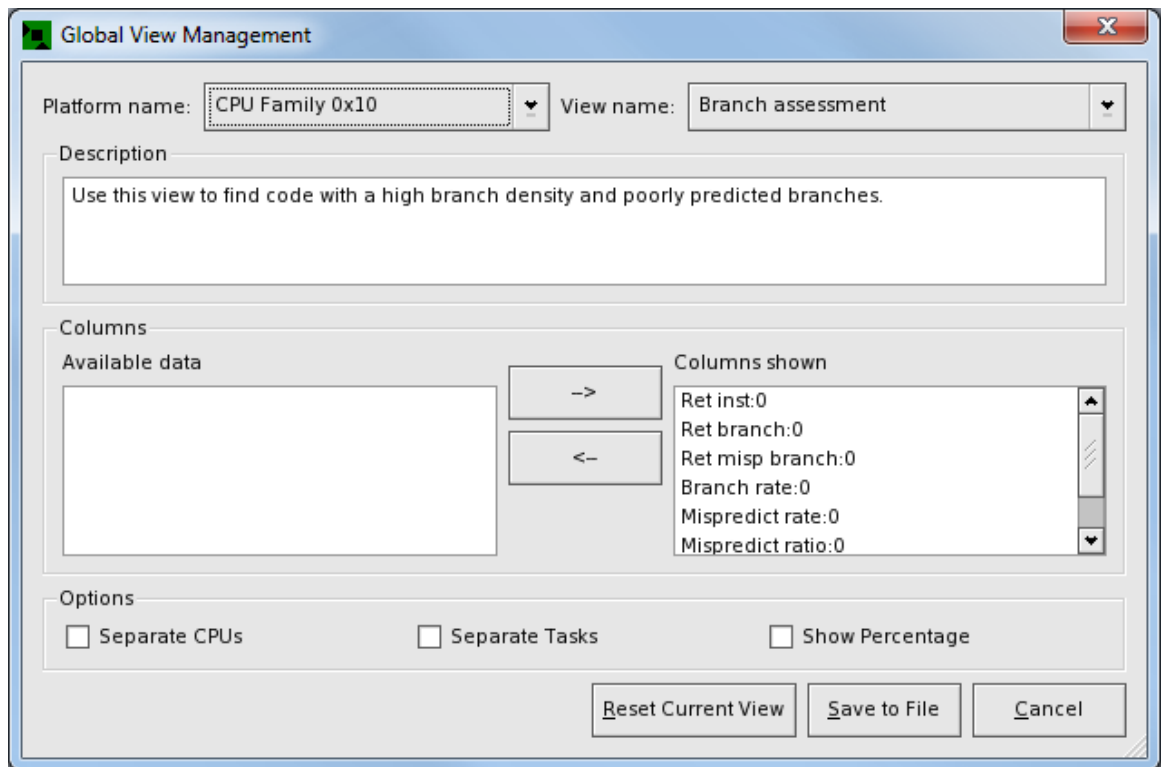 Global View Management
Platform name: CPU Family 0x10 View name: Branch assessment
Description
Use this view to find code with a high branch density and poorly predicted branches.
Columns
Available data
Columns shown
-->
<--
Ret inst:0
Ret branch:0
Ret misp branch:0
Branch rate:0
Mispredict rate:0
Mispredict ratio:0
Options
Separate CPUs Separate Tasks Show Percentage
Reset Current View Save to File Cancel